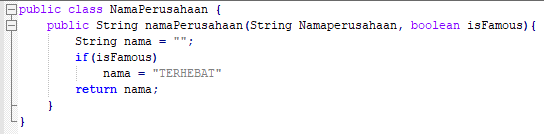 public class NamaPerusahaan {
public String namaPerusahaan(String Namaperusahaan, boolean isFamous){
String nama = "";
if(isFamous)
nama = "TERHEBAT"
return nama;
}
}